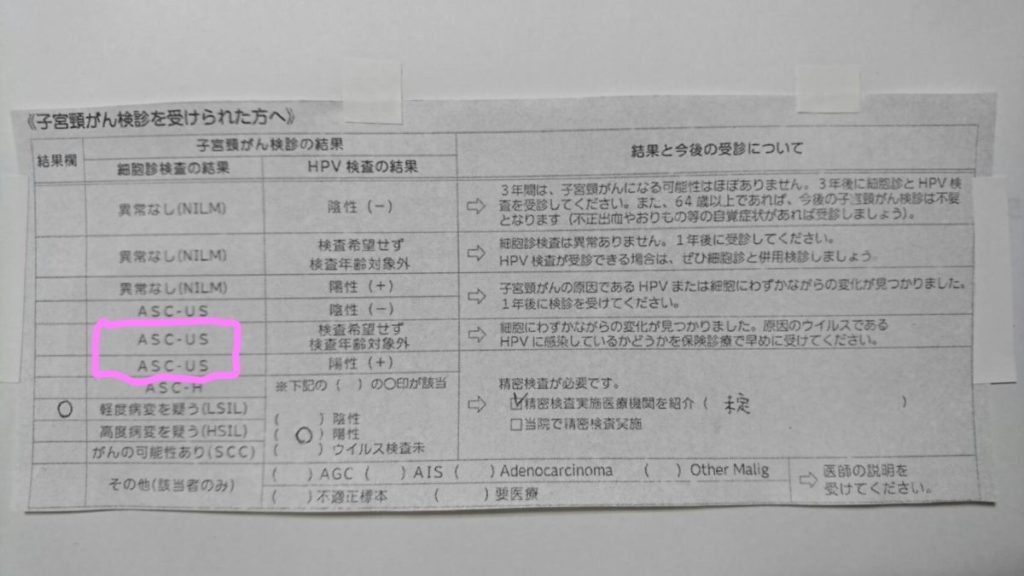 《子宮頸がん検診を受けられた方へ》
結果欄
子宮頸がん検診の結果
結果と今後の受診について
細胞診検査の結果
HPV検査の結果
異常なし(NILM)
陰性(-)
⇨
3年間は、子宮頸がんになる可能性はほぼありません。3年後に細胞診とHPV検
査を受診してください。また、64歳以上であれば、今後の子宮頸がん検診は不要
となります(不正出血やおりもの等の自覚症状があれば受診しましょう)。
異常なし(NILM)
検査希望せず
検査年齢対象外
⇨
細胞診検査は異常ありません。1年後に受診してください。
HPV検査が受診できる場合は、ぜひ細胞診と併用検診しましょう
異常なし(NILM)
陽性(+)
ASC-US
陰性(-)
⇨
子宮頸がんの原因であるHPVまたは細胞にわずかながらの変化が見つかりました。
1年後に検診を受けてください。
ASC-US
検査希望せず
検査年齢対象外
⇨
細胞にわずかながらの変化が見つかりました。原因のウイルスである
HPVに感染しているかどうかを保険診療で早めに受けてください。
ASC-US
陽性(+)
ASC-H
※下記の( )の〇印が該当
〇
軽度病変を疑う(LSIL)
( )陰性
高度病変を疑う(HSIL)
(〇)陽性
がんの可能性あり(SCC)
( )ウイルス検査未
⇨
精密検査が必要です。
☑精密検査実施医療機関を紹介( )
□当院で精密検査実施
その他(該当者のみ)
( )AGC( )AIS( )Adenocarcinoma( )Other Malig
( )不適正標本( )要医療
⇨
医師の説明を
受けてください。